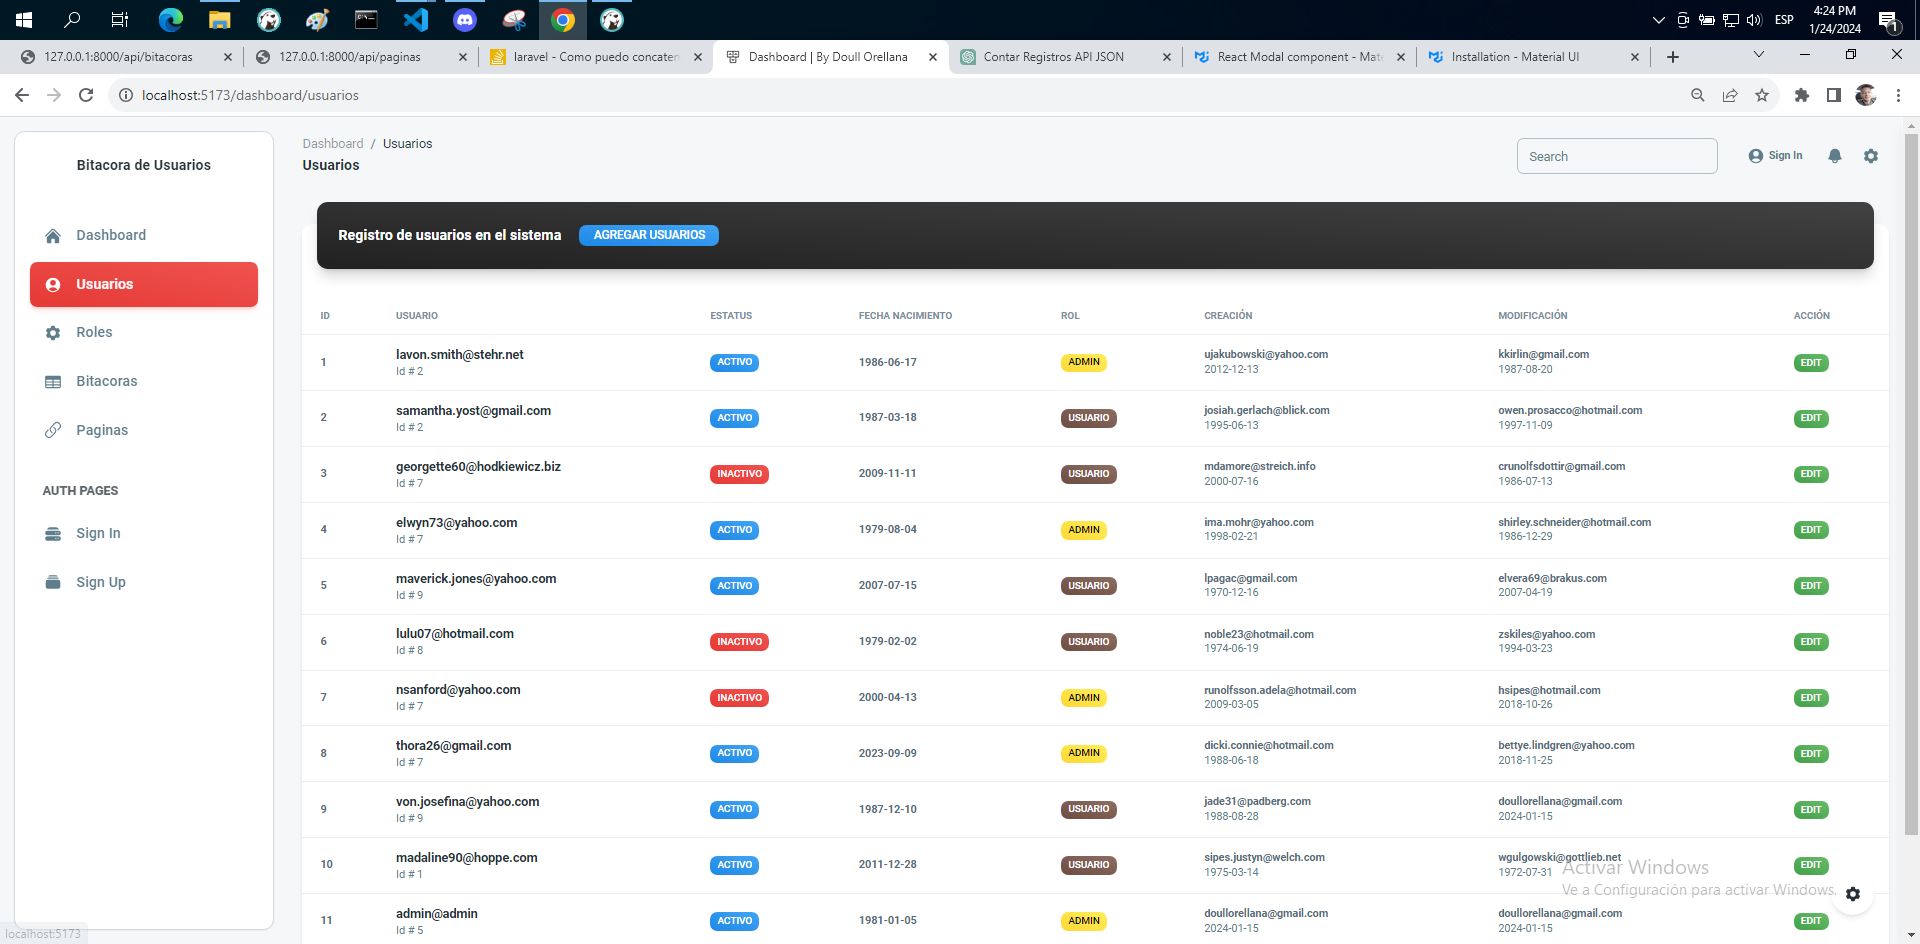 ESP
4:24 PM
1/24/2024
1
127.0.0.1:8000/api/bitacoras
127.0.0.1:8000/api/paginas
laravel - Como puedo concaten
Dashboard | By Doull Orellana
Contar Registros API JSON
React Modal component - Mate
Installation - Material UI
localhost:5173/dashboard/usuarios
Bitacora de Usuarios
Dashboard
Usuarios
Roles
Bitacoras
Paginas
AUTH PAGES
Sign In
Sign Up
Dashboard / Usuarios
Usuarios
Search
Sign In
Registro de usuarios en el sistema AGREGAR USUARIOS
ID USUARIO ESTATUS FECHA NACIMIENTO ROL CREACIÓN MODIFICACIÓN ACCIÓN
1 lavon.smith@stehr.net ACTIVO 1986-06-17 ADMIN ujakubowski@yahoo.com kkirlin@gmail.com EDIT
Id # 2 2012-12-13 1987-08-20
2 samantha.yost@gmail.com ACTIVO 1987-03-18 USUARIO josiah.gerlach@blick.com owen.prosacco@hotmail.com EDIT
Id # 2 1995-06-13 1997-11-09
3 georgette60@hodkiewicz.biz INACTIVO 2009-11-11 USUARIO mdamore@streich.info crunolfsdottir@gmail.com EDIT
Id # 7 2000-07-16 1986-07-13
4 elwyn73@yahoo.com ACTIVO 1979-08-04 ADMIN ima.mohr@yahoo.com shirley.schneider@hotmail.com EDIT
Id # 7 1998-02-21 1986-12-29
5 maverick.jones@yahoo.com ACTIVO 2007-07-15 USUARIO lpagac@gmail.com elvera69@brakus.com EDIT
Id # 9 1970-12-16 2007-04-19
6 lulu07@hotmail.com INACTIVO 1979-02-02 USUARIO noble23@hotmail.com zskiles@yahoo.com EDIT
Id # 8 1974-06-19 1994-03-23
7 nsanford@yahoo.com INACTIVO 2000-04-13 ADMIN runolfsson.adela@hotmail.com hsipes@hotmail.com EDIT
Id # 7 2009-03-05 2018-10-26
8 thora26@gmail.com ACTIVO 2023-09-09 ADMIN dicki.connie@hotmail.com bettye.lindgren@yahoo.com EDIT
Id # 7 1988-06-18 2018-11-25
9 von.josefina@yahoo.com ACTIVO 1987-12-10 USUARIO jade31@padberg.com doullorellana@gmail.com EDIT
Id # 9 1988-08-28 2024-01-15
10 madaline90@hoppe.com ACTIVO 2011-12-28 USUARIO sipes.justyn@welch.com wgulgowski@gottlieb.net EDIT
Id # 1 1975-03-14 1972-07-31
Activar Windows
Ve a Configuración para activar Windows.
11 admin@admin ACTIVO 1981-01-05 ADMIN doullorellana@gmail.com doullorellana@gmail.com EDIT
Id # 5 2024-01-15 2024-01-15
localhost:5173